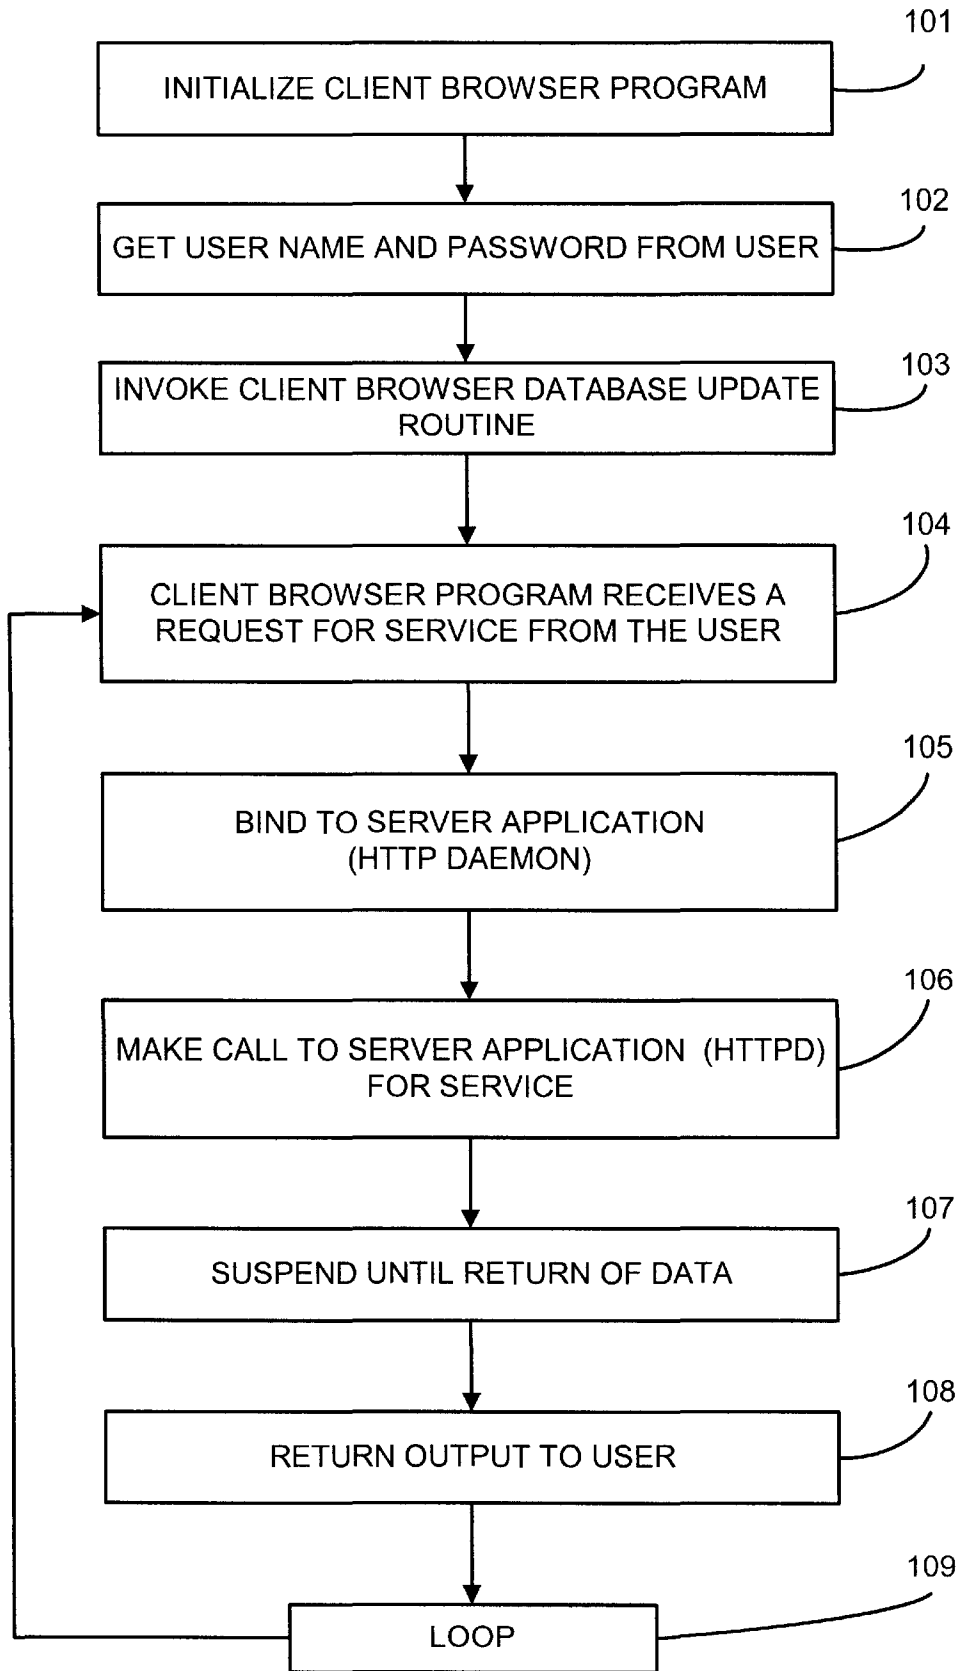 101
INITIALIZE CLIENT BROWSER PROGRAM
102
GET USER NAME AND PASSWORD FROM USER
103
INVOKE CLIENT BROWSER DATABASE UPDATE
ROUTINE
104
CLIENT BROWSER PROGRAM RECEIVES A
REQUEST FOR SERVICE FROM THE USER
105
BIND TO SERVER APPLICATION
(HTTP DAEMON)
106
MAKE CALL TO SERVER APPLICATION (HTTPD)
FOR SERVICE
107
SUSPEND UNTIL RETURN OF DATA
108
RETURN OUTPUT TO USER
109
LOOP